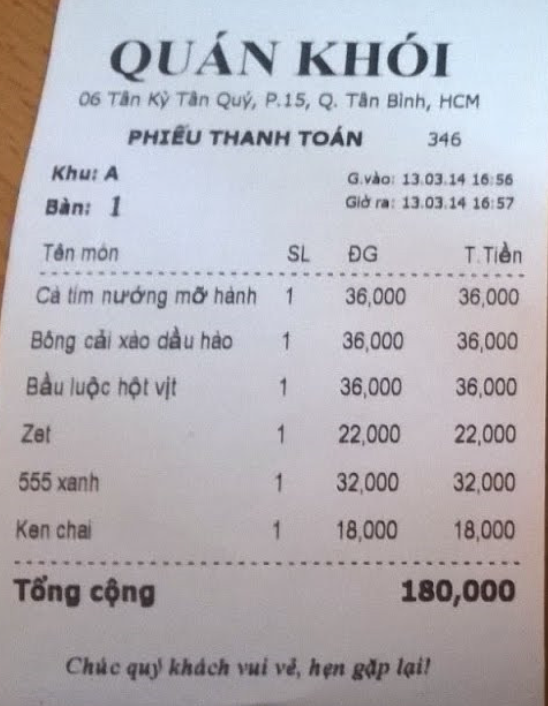 QUÁN KHÓI
06 Tân Kỳ Tân Quý, P.15, Q. Tân Bình, HCM
PHIẾU THANH TOÁN 346
Khu: A
G.vào: 13.03.14 16:56
Bàn: 1
Giờ ra: 13.03.14 16:57
Tên món SL ĐG T.Tiền
Cà tím nướng mỡ hành 1 36,000 36,000
Bông cải xào dầu hào 1 36,000 36,000
Bầu luộc hột vịt 1 36,000 36,000
Zet 1 22,000 22,000
555 xanh 1 32,000 32,000
Ken chai 1 18,000 18,000
Tổng cộng 180,000
Chúc quý khách vui vẻ, hẹn gặp lại!